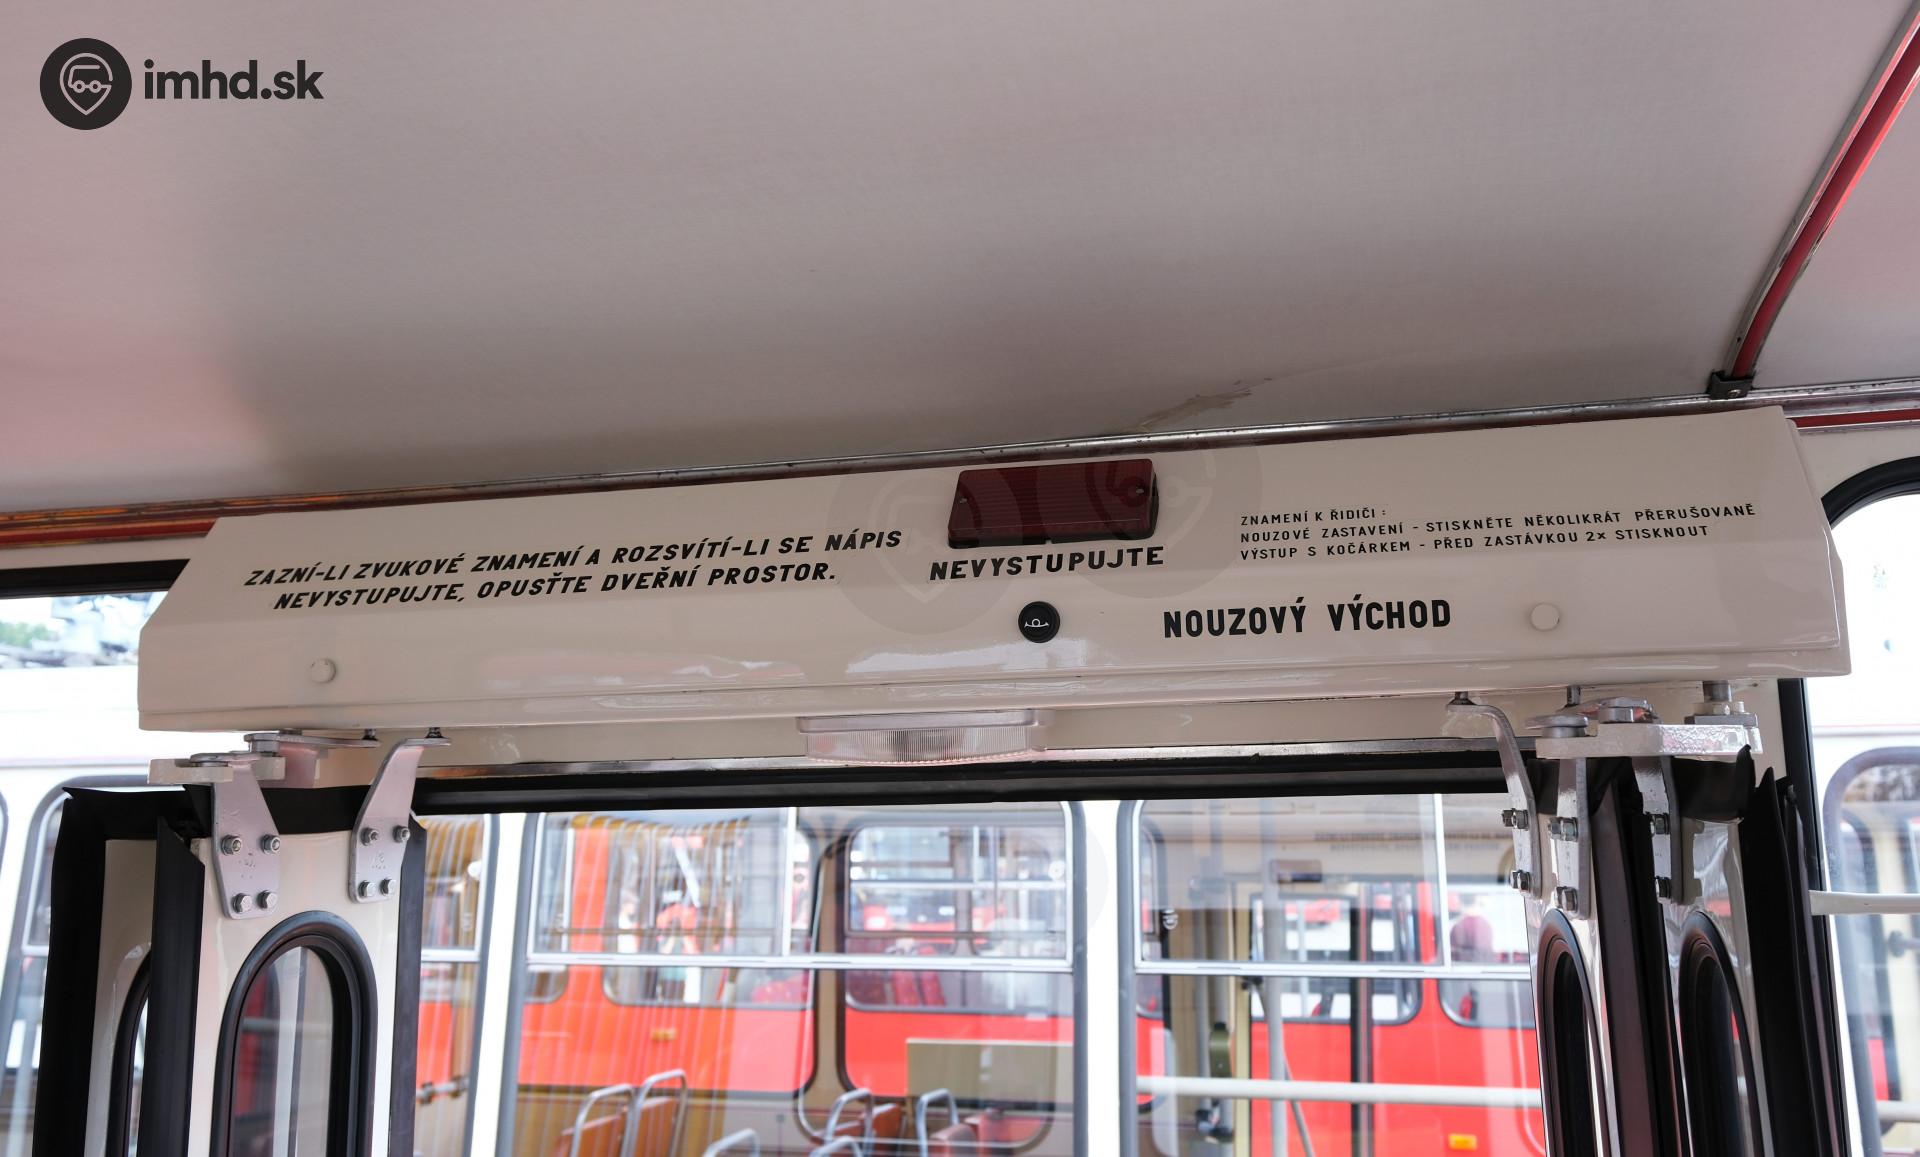 imhd.sk
ZAZNÍ-LI ZVUKOVÉ ZNAMENÍ A ROZSVÍTÍ-LI SE NÁPIS
NEVYSTUPUJTE, OPUSŤTE DVEŘNÍ PROSTOR.
NEVYSTUPUJTE
ZNAMENÍ K ŘIDIČI :
NOUZOVÉ ZASTAVENÍ - STISKNĚTE NĚKOLIKRÁT PŘERUŠOVANĚ
VÝSTUP S KOČÁRKEM - PŘED ZASTÁVKOU 2x STISKNOUT
NOUZOVÝ VÝCHOD